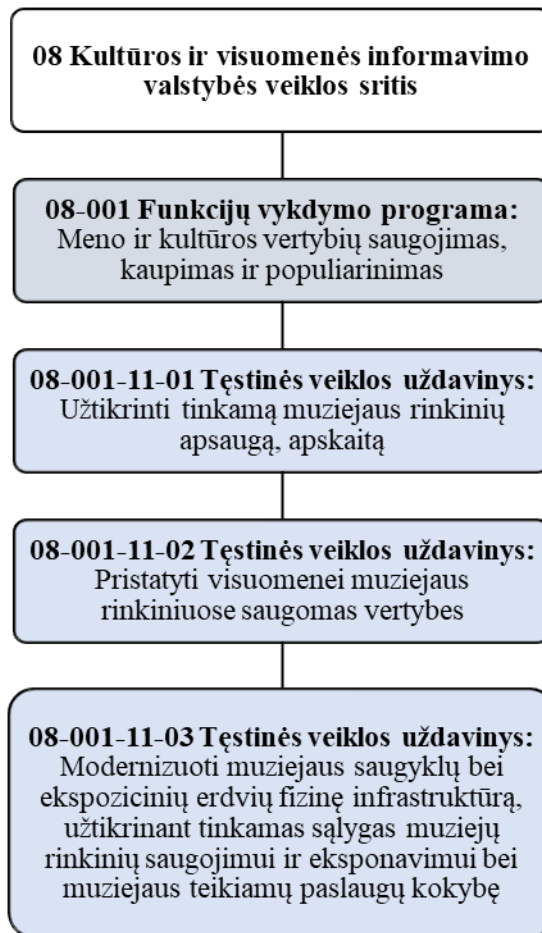 08 Kultūros ir visuomenės informavimo
valstybės veiklos sritis
08-001 Funkcijų vykdymo programa:
Meno ir kultūros vertybių saugojimas,
kaupimas ir populiarinimas
08-001-11-01 Tęstinės veiklos uždavinys:
Užtikrinti tinkamą muziejaus rinkinių
apsaugą, apskaitą
08-001-11-02 Tęstinės veiklos uždavinys:
Pristatyti visuomenei muziejaus
rinkiniuose saugomas vertybes
08-001-11-03 Tęstinės veiklos uždavinys:
Modernizuoti muziejaus saugyklų bei
ekspozicinių erdvių fizinę infrastruktūrą,
užtikrinant tinkamas sąlygas muziejų
rinkinių saugojimui ir eksponavimui bei
muziejaus teikiamų paslaugų kokybę